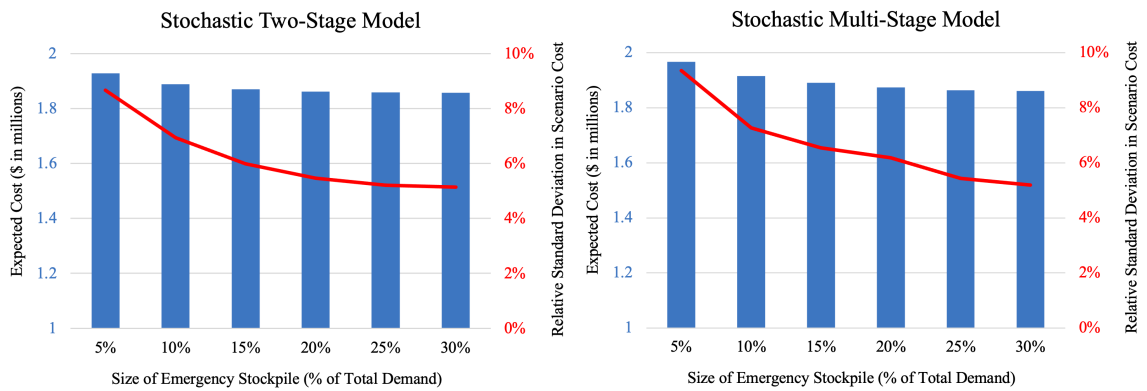 Stochastic Two-Stage Model
Expected Cost ($ in millions)
2
1.8
1.6
1.4
1.2
1
10%
8%
6%
4%
2%
0%
Relative Standard Deviation in Scenario Cost
5% 10% 15% 20% 25% 30%
Size of Emergency Stockpile (% of Total Demand)
Stochastic Multi-Stage Model
Expected Cost ($ in millions)
2
1.8
1.6
1.4
1.2
1
10%
8%
6%
4%
2%
0%
Relative Standard Deviation in Scenario Cost
5% 10% 15% 20% 25% 30%
Size of Emergency Stockpile (% of Total Demand)